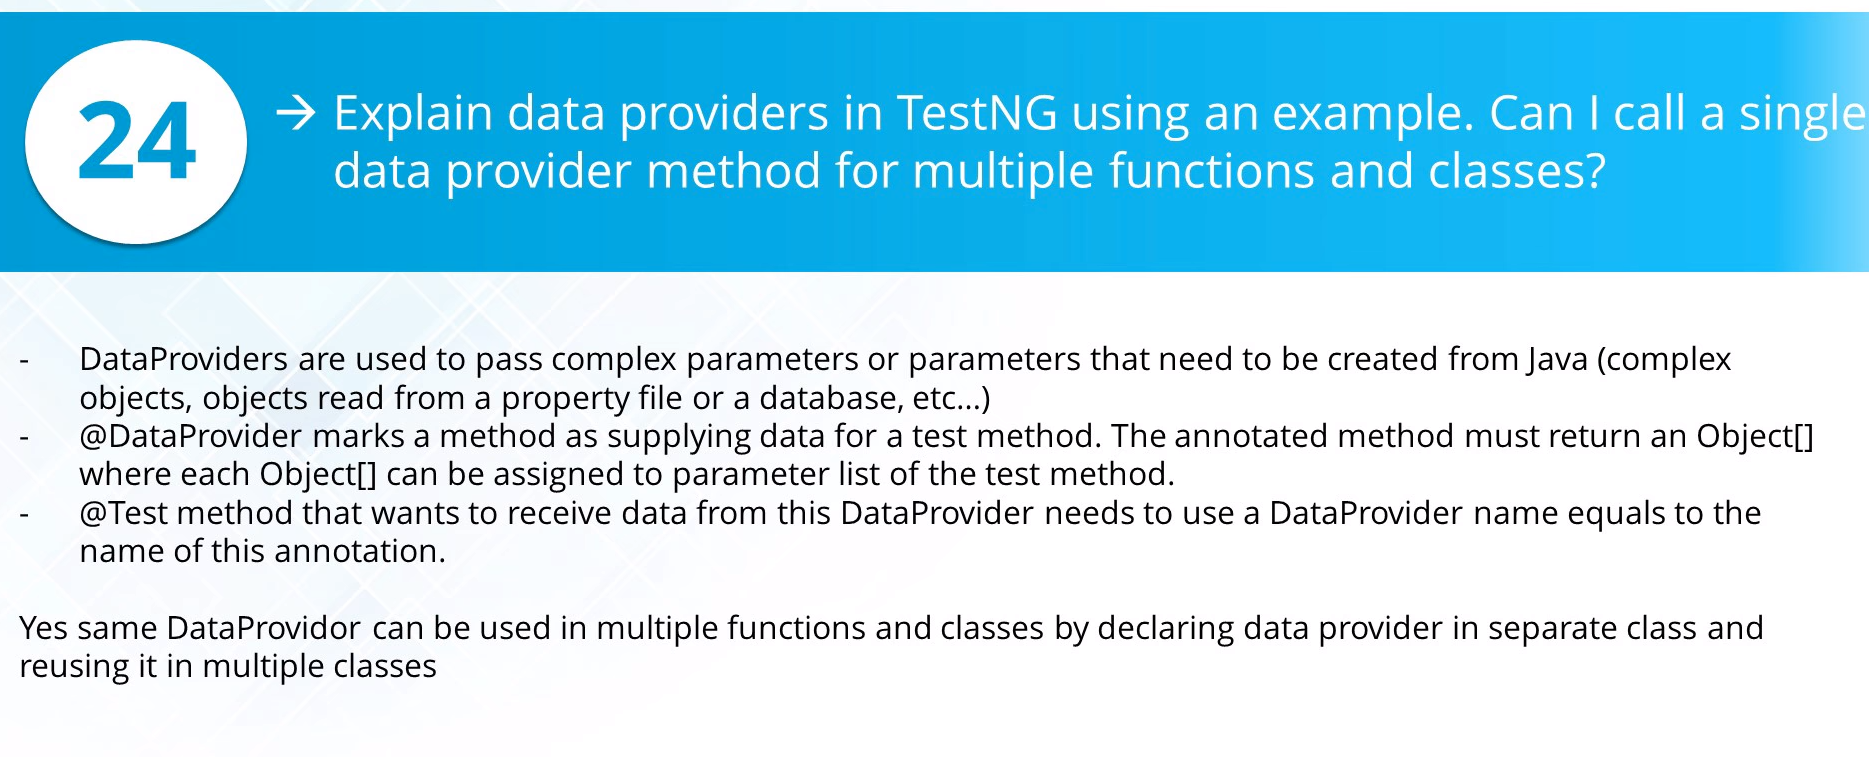 24
→ Explain data providers in TestNG using an example. Can I call a single
data provider method for multiple functions and classes?
- DataProviders are used to pass complex parameters or parameters that need to be created from Java (complex
objects, objects read from a property file or a database, etc…)
- @DataProvider marks a method as supplying data for a test method. The annotated method must return an Object[]
where each Object[] can be assigned to parameter list of the test method.
- @Test method that wants to receive data from this DataProvider needs to use a DataProvider name equals to the
name of this annotation.
Yes same DataProvidor can be used in multiple functions and classes by declaring data provider in separate class and
reusing it in multiple classes